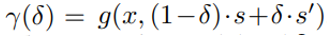 γ(δ) = g(x, (1−δ)·s+δ·s′)